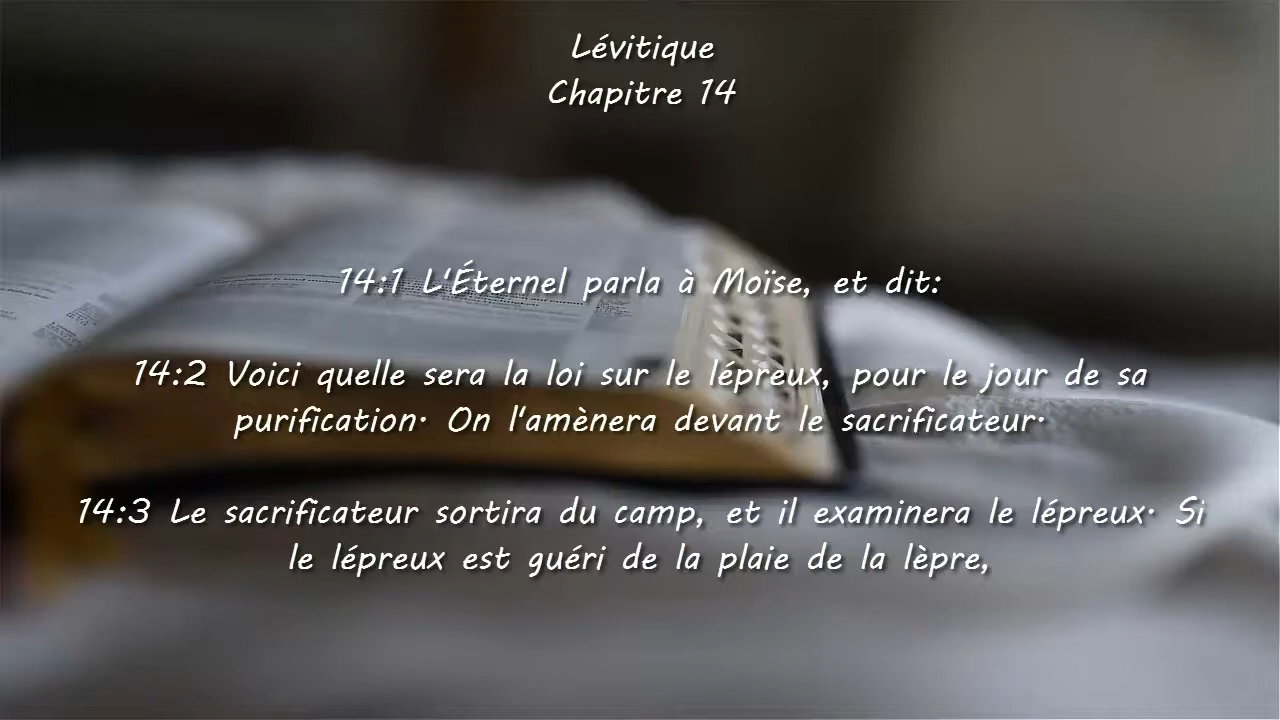 Lévitique
Chapitre 14
14:1 L'Éternel parla à Moïse, et dit:
14:2 Voici quelle sera la loi sur le lépreux, pour le jour de sa
purification. On l'amènera devant le sacrificateur.
14:3 Le sacrificateur sortira du camp, et il examinera le lépreux. Si
le lépreux est guéri de la plaie de la lèpre,